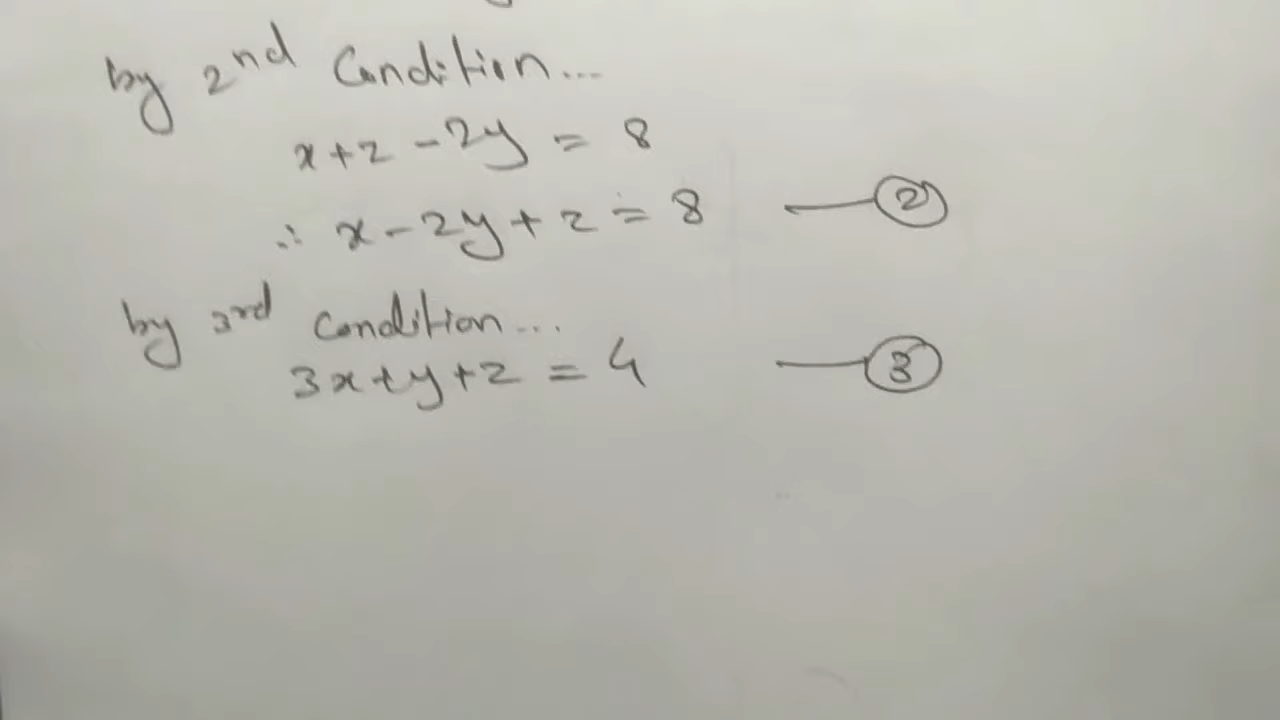 by 2nd Condition...
x+z-2y = 8
∴ x-2y+z = 8 —②
by 3rd condition...
3x+y+z = 4 —③